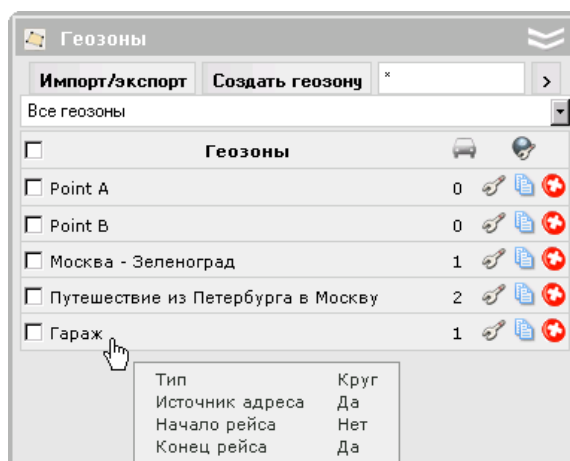 Геозоны
Импорт/экспорт Создать геозону * >
Все геозоны
Геозоны
Point A 0
Point B 0
Москва - Зеленоград 1
Путешествие из Петербурга в Москву 2
Гараж 1
Тип Круг
Источник адреса Да
Начало рейса Нет
Конец рейса Да